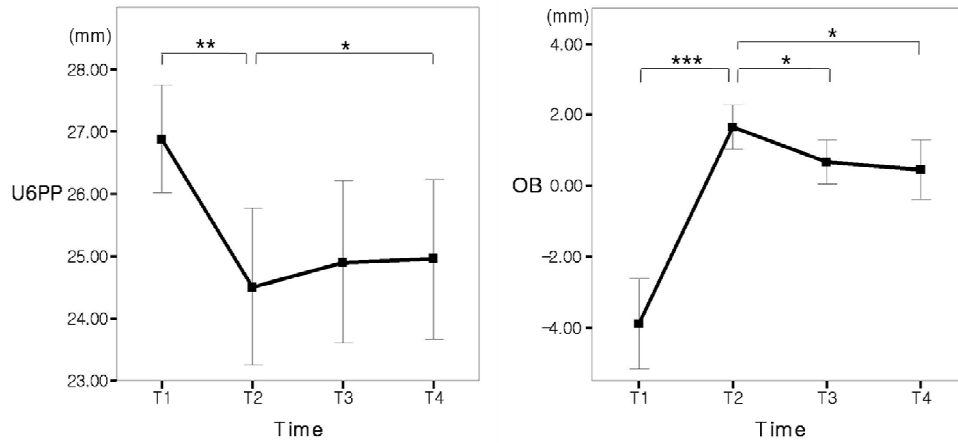 (mm)
**
*
28.00
27.00
26.00
25.00
24.00
23.00
U6PP
T1 T2 T3 T4
Time
(mm)
*
***
*
4.00
2.00
0.00
-2.00
-4.00
OB
T1 T2 T3 T4
Time